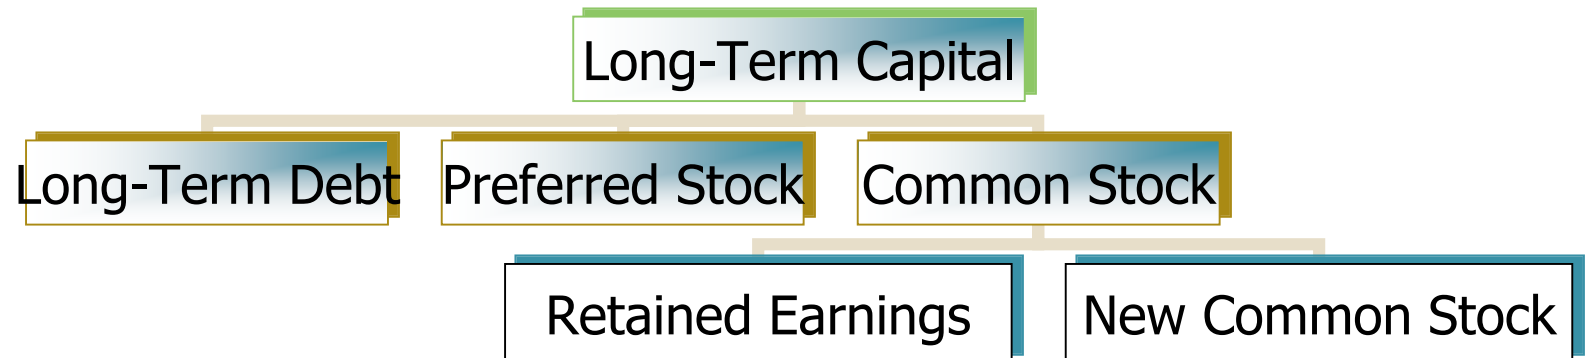 Long-Term Capital
Long-Term Debt
Preferred Stock
Common Stock
Retained Earnings
New Common Stock